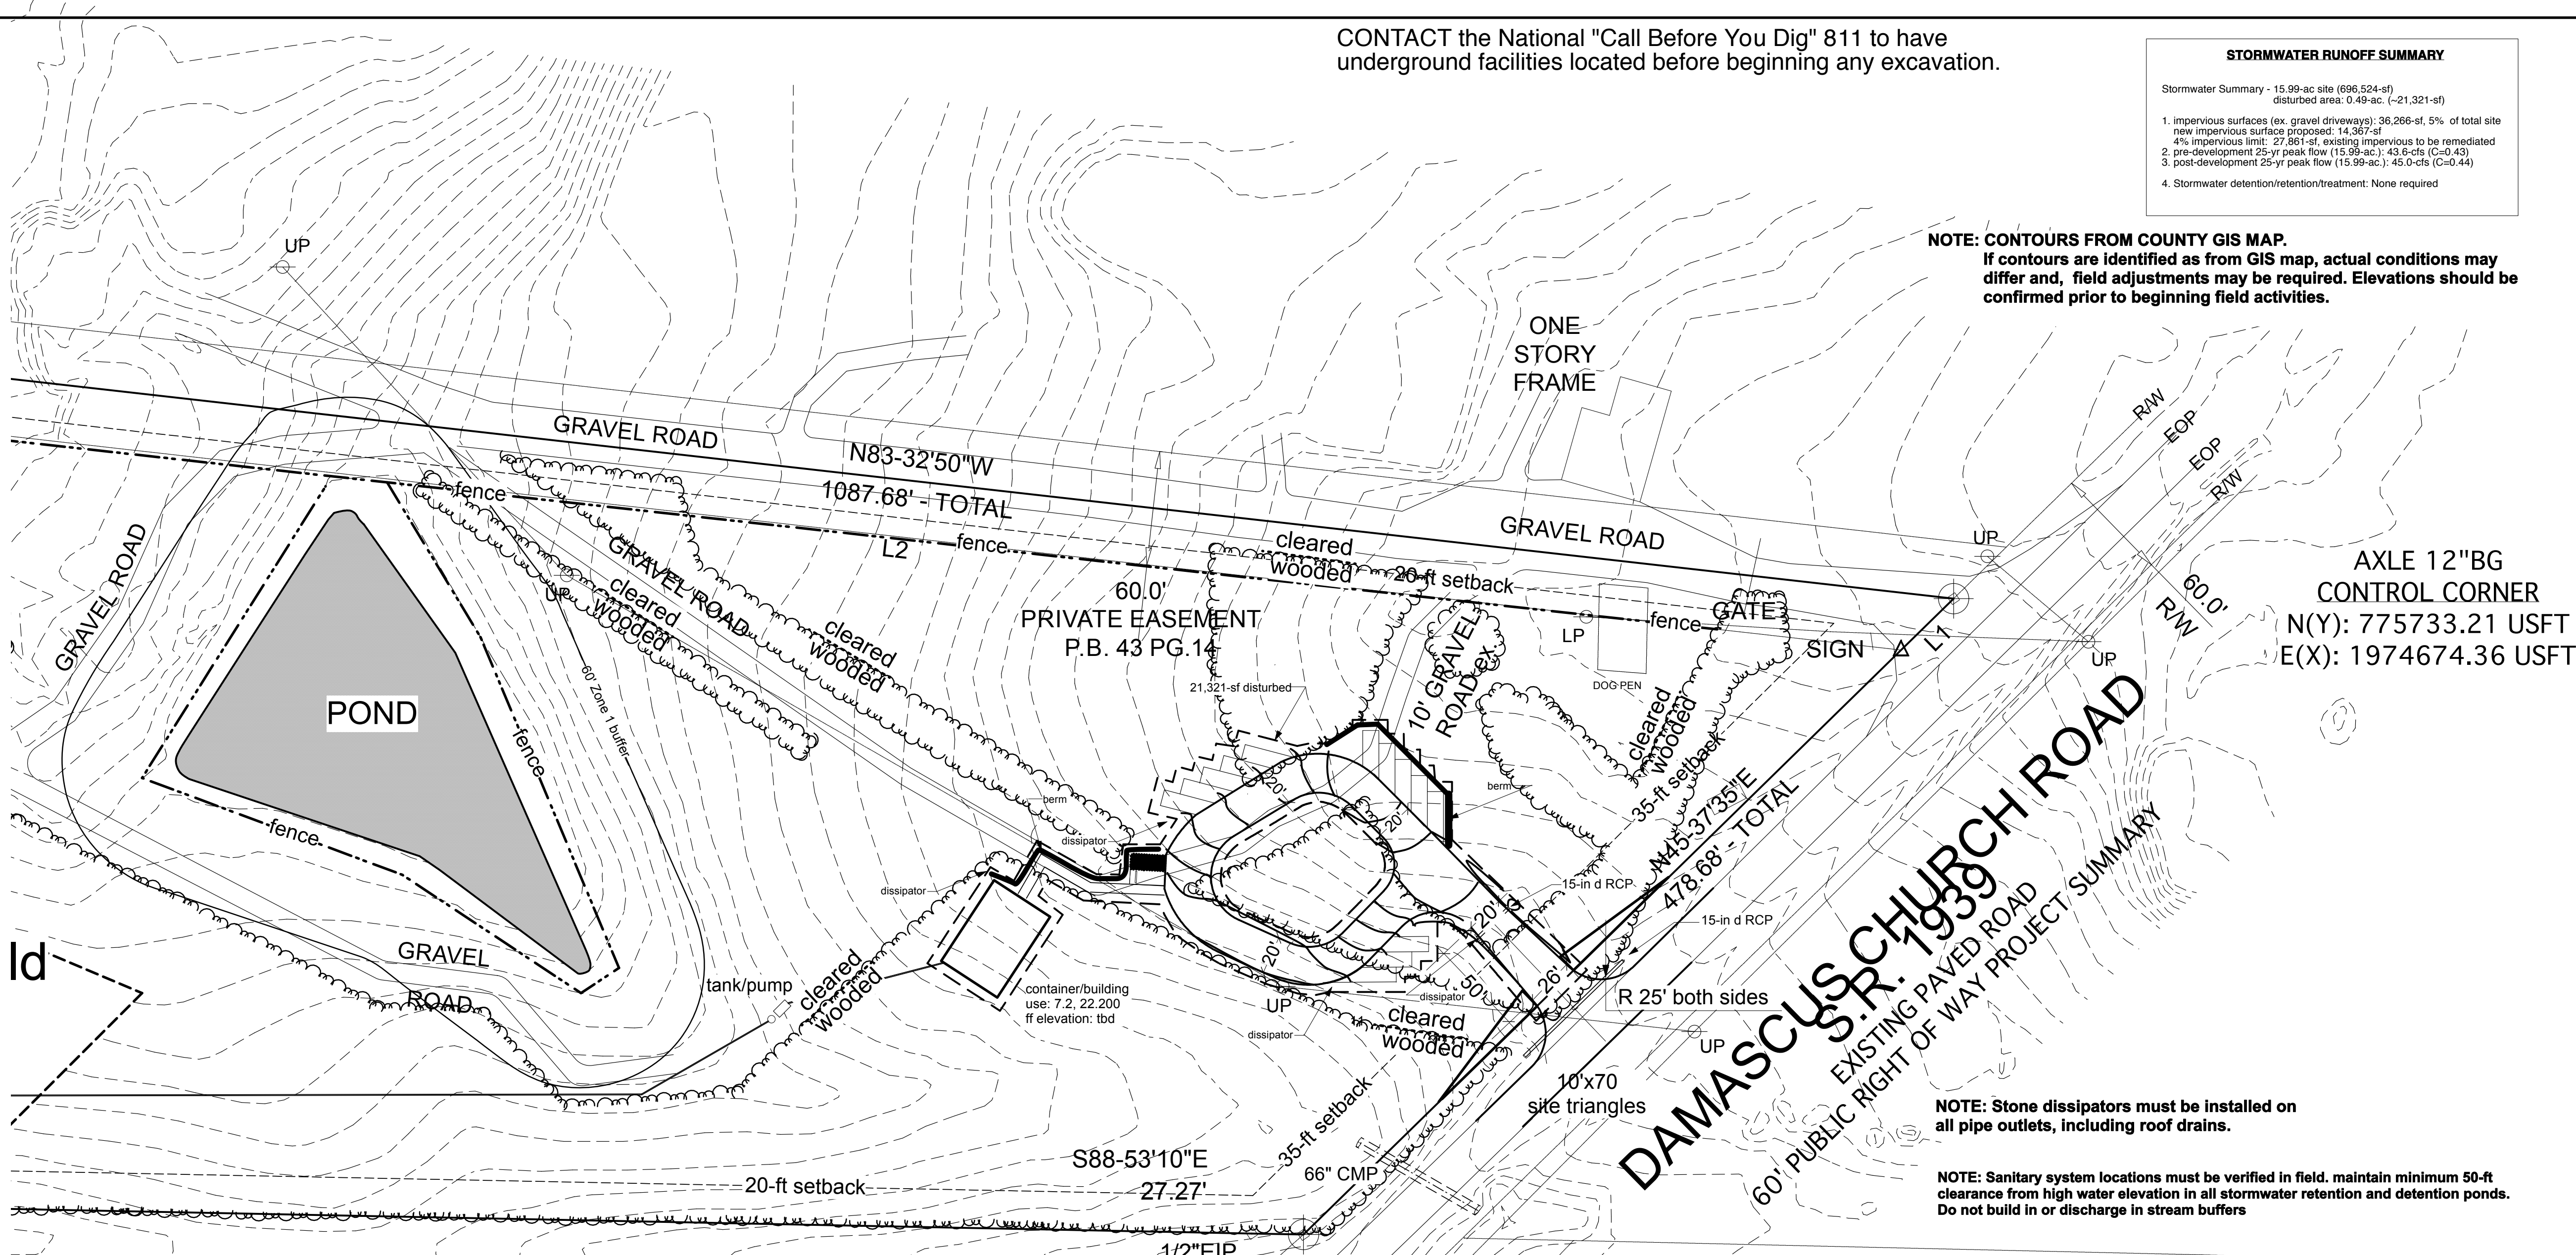 CONTACT the National "Call Before You Dig" 811 to have
underground facilities located before beginning any excavation.
STORMWATER RUNOFF SUMMARY
Stormwater Summary - 15.99-ac site (696,524-sf)
disturbed area: 0.49-ac. (~21,321-sf)
1. impervious surfaces (ex. gravel driveways): 36,266-sf, 5% of total site
new impervious surface proposed: 14,367-sf
4% impervious limit: 27,861-sf, existing impervious to be remediated
2. pre-development 25-yr peak flow (15.99-ac.): 43.6-cfs (C=0.43)
3. post-development 25-yr peak flow (15.99-ac.): 45.0-cfs (C=0.44)
4. Stormwater detention/retention/treatment: None required
NOTE: CONTOURS FROM COUNTY GIS MAP.
If contours are identified as from GIS map, actual conditions may
differ and, field adjustments may be required. Elevations should be
confirmed prior to beginning field activities.
UP
ONE
STORY
FRAME
R/W
EOP
EOP
R/W
GRAVEL ROAD
N83-32'50"W
1087.68' - TOTAL
fence
L2
fence
GRAVEL ROAD
UP
cleared
wooded
20-ft setback
60.0'
R/W
AXLE 12"BG
CONTROL CORNER
N(Y): 775733.21 USFT
E(X): 1974674.36 USFT
GRAVEL ROAD
GRAVEL ROAD
UP
cleared
wooded
cleared
wooded
60.0'
PRIVATE EASEMENT
P.B. 43 PG.14
LP
fence
GATE
SIGN
L1
UP
10' GRAVEL
ROAD ex.
DOG PEN
21,321-sf disturbed
POND
fence
60' Zone 1 buffer
cleared
wooded
35-ft setback
N45-37'35"E
478.68' - TOTAL
DAMASCUS CHURCH ROAD
S.R. 1939
EXISTING PAVED ROAD
60' PUBLIC RIGHT OF WAY PROJECT SUMMARY
20'
20'
berm
berm
dissipator
dissipator
fence
15-in d RCP
15-in d RCP
20'
20'
50'
26'
ld
GRAVEL
ROAD
tank/pump
cleared
wooded
container/building
use: 7.2, 22.200
ff elevation: tbd
UP
dissipator
dissipator
R 25' both sides
cleared
wooded
UP
10'x70
site triangles
35-ft setback
66" CMP
S88-53'10"E
27.27'
20-ft setback
1/2"EIP
NOTE: Stone dissipators must be installed on
all pipe outlets, including roof drains.
NOTE: Sanitary system locations must be verified in field. maintain minimum 50-ft
clearance from high water elevation in all stormwater retention and detention ponds.
Do not build in or discharge in stream buffers